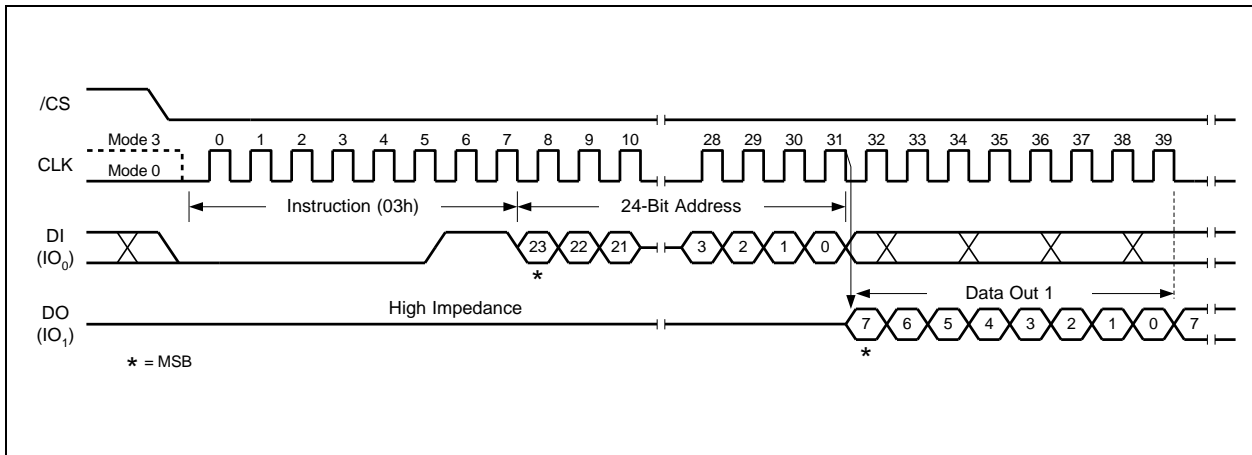 /CS
Mode 3
0 1 2 3 4 5 6 7 8 9 10 28 29 30 31 32 33 34 35 36 37 38 39
CLK
Mode 0
Instruction (03h) 24-Bit Address
DI
(IO0)
23 22 21 3 2 1 0
*
High Impedance
Data Out 1
DO
(IO1)
7 6 5 4 3 2 1 0 7
*
* = MSB